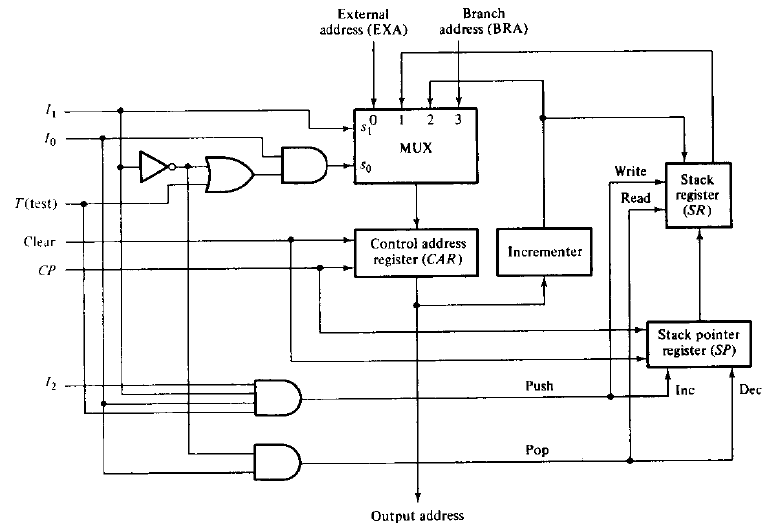 External
address (EXA)
Branch
address (BRA)
I₁
I₀
s₁
0 1 2 3
MUX
s₀
T(test)
Write
Read
Stack
register
(SR)
Clear
CP
Control address
register (CAR)
Incrementer
Stack pointer
register (SP)
I₂
Push
Inc
Dec
Pop
Output address